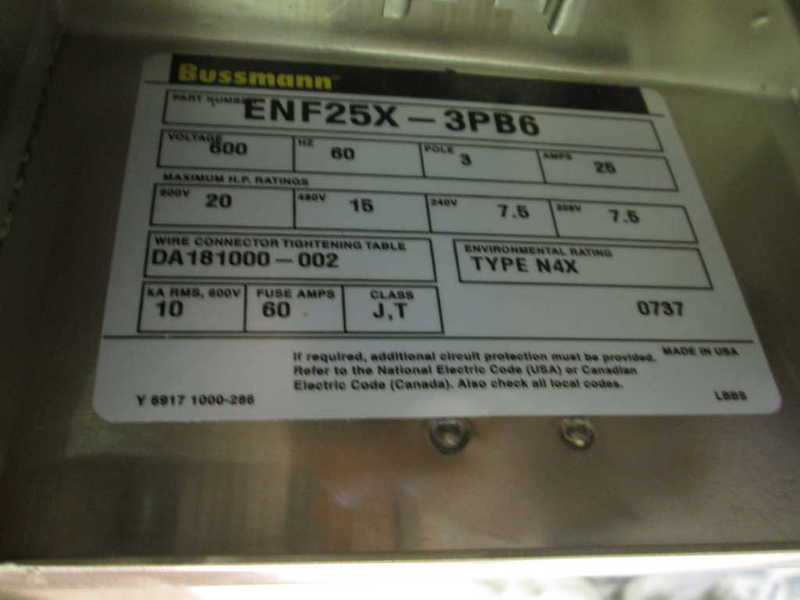 Bussmann
PART NUMBER ENF25X-3PB6
VOLTAGE 600 HZ 60 POLE 3 AMPS 25
MAXIMUM H.P. RATINGS
600V 20 480V 15 240V 7.5 208V 7.5
WIRE CONNECTOR TIGHTENING TABLE ENVIRONMENTAL RATING
DA181000-002 TYPE N4X
KA RMS, 600V FUSE AMPS CLASS
10 60 J,T 0737
If required, additional circuit protection must be provided. MADE IN USA
Refer to the National Electric Code (USA) or Canadian
Electric Code (Canada). Also check all local codes.
Y 6917 1000-286 LBBS